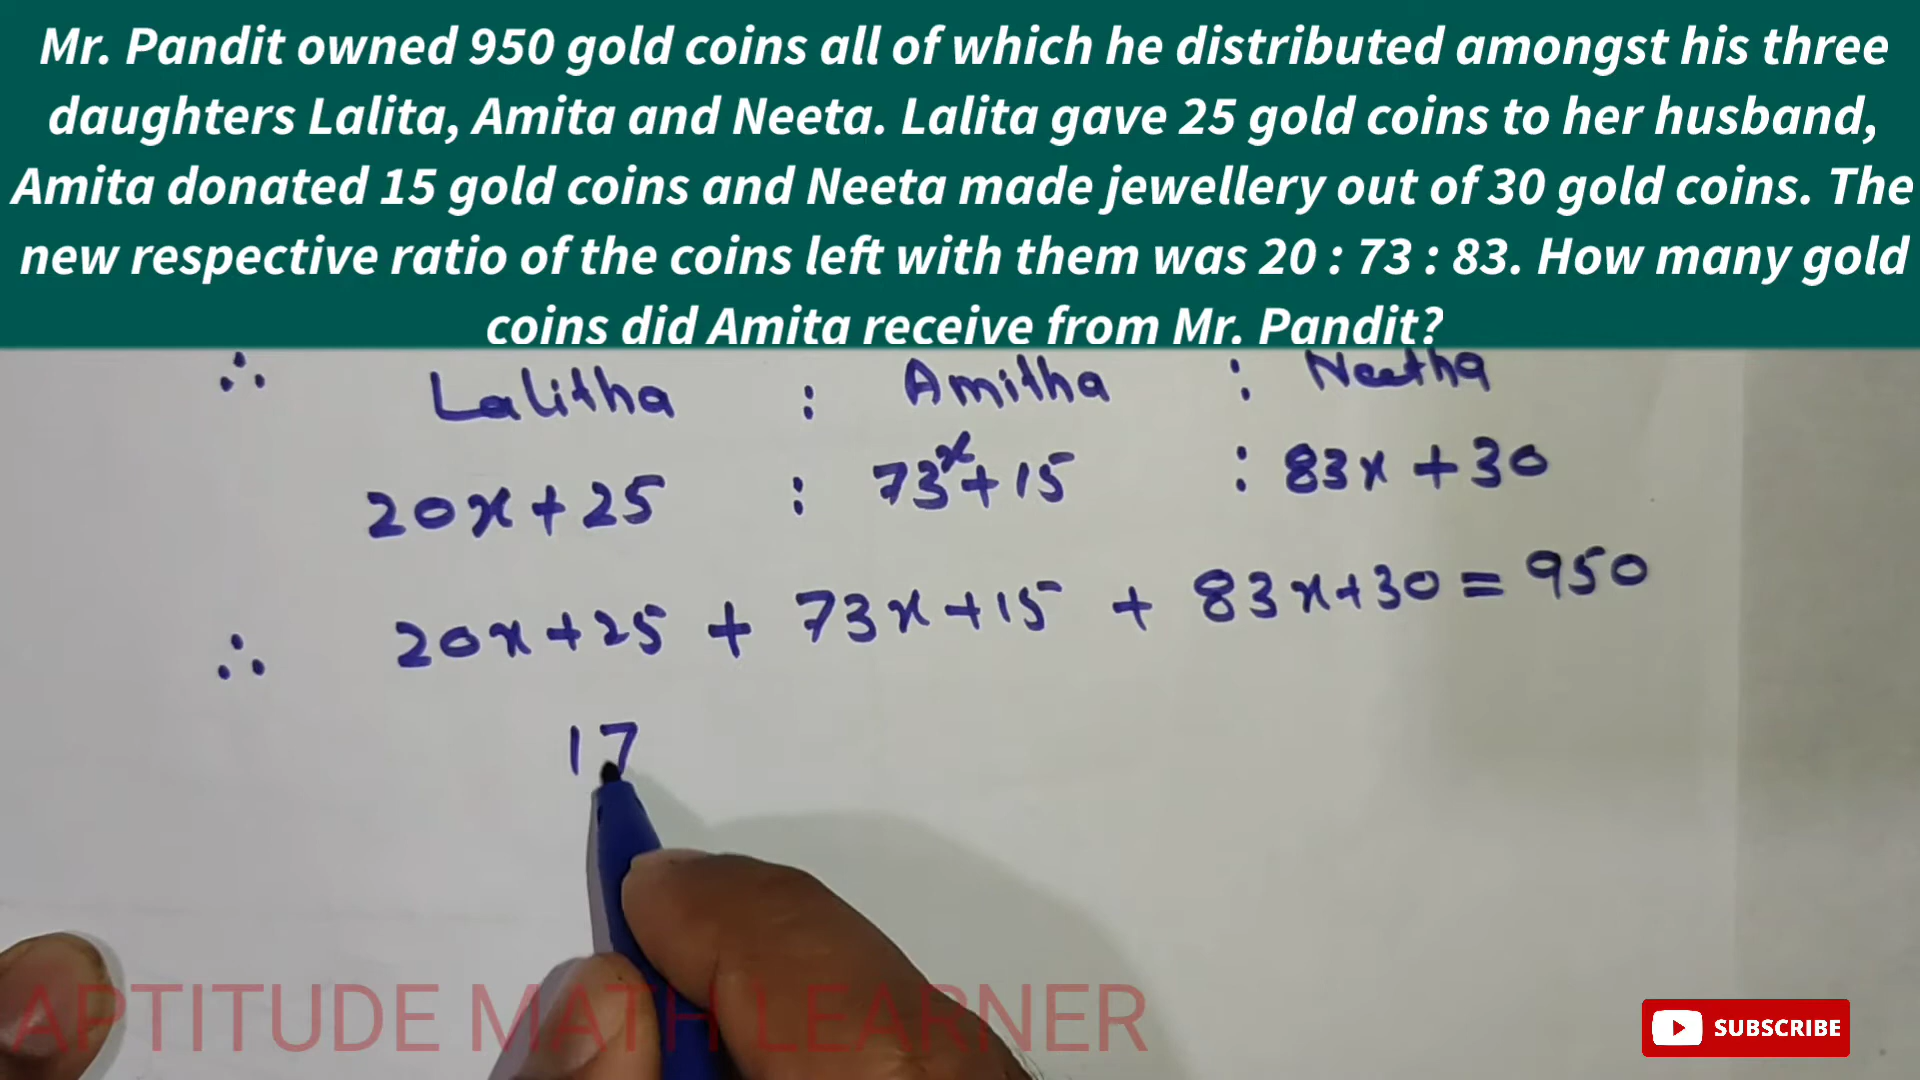 Mr. Pandit owned 950 gold coins all of which he distributed amongst his three
daughters Lalita, Amita and Neeta. Lalita gave 25 gold coins to her husband,
Amita donated 15 gold coins and Neeta made jewellery out of 30 gold coins. The
new respective ratio of the coins left with them was 20 : 73 : 83. How many gold
coins did Amita receive from Mr. Pandit?
∴ Lalitha : Amitha : Neetha
20x+25 : 73x+15 : 83x+30
∴ 20x+25 + 73x+15 + 83x+30 = 950
17
APTITUDE MATH LEARNER
SUBSCRIBE